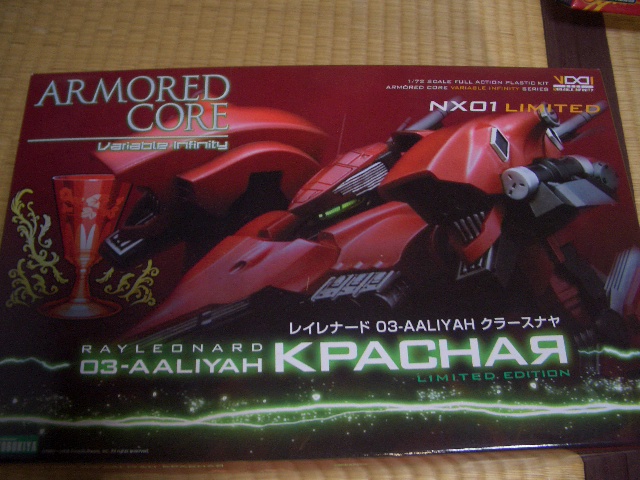 ARMORED
CORE
Variable Infinity
1/72 SCALE FULL ACTION PLASTIC KIT
ARMORED CORE VARIABLE INFINITY SERIES
NX01 LIMITED
レイレナード 03-AALIYAH クラースナヤ
RAYLEONARD
03-AALIYAH КРАСНАЯ
LIMITED EDITION